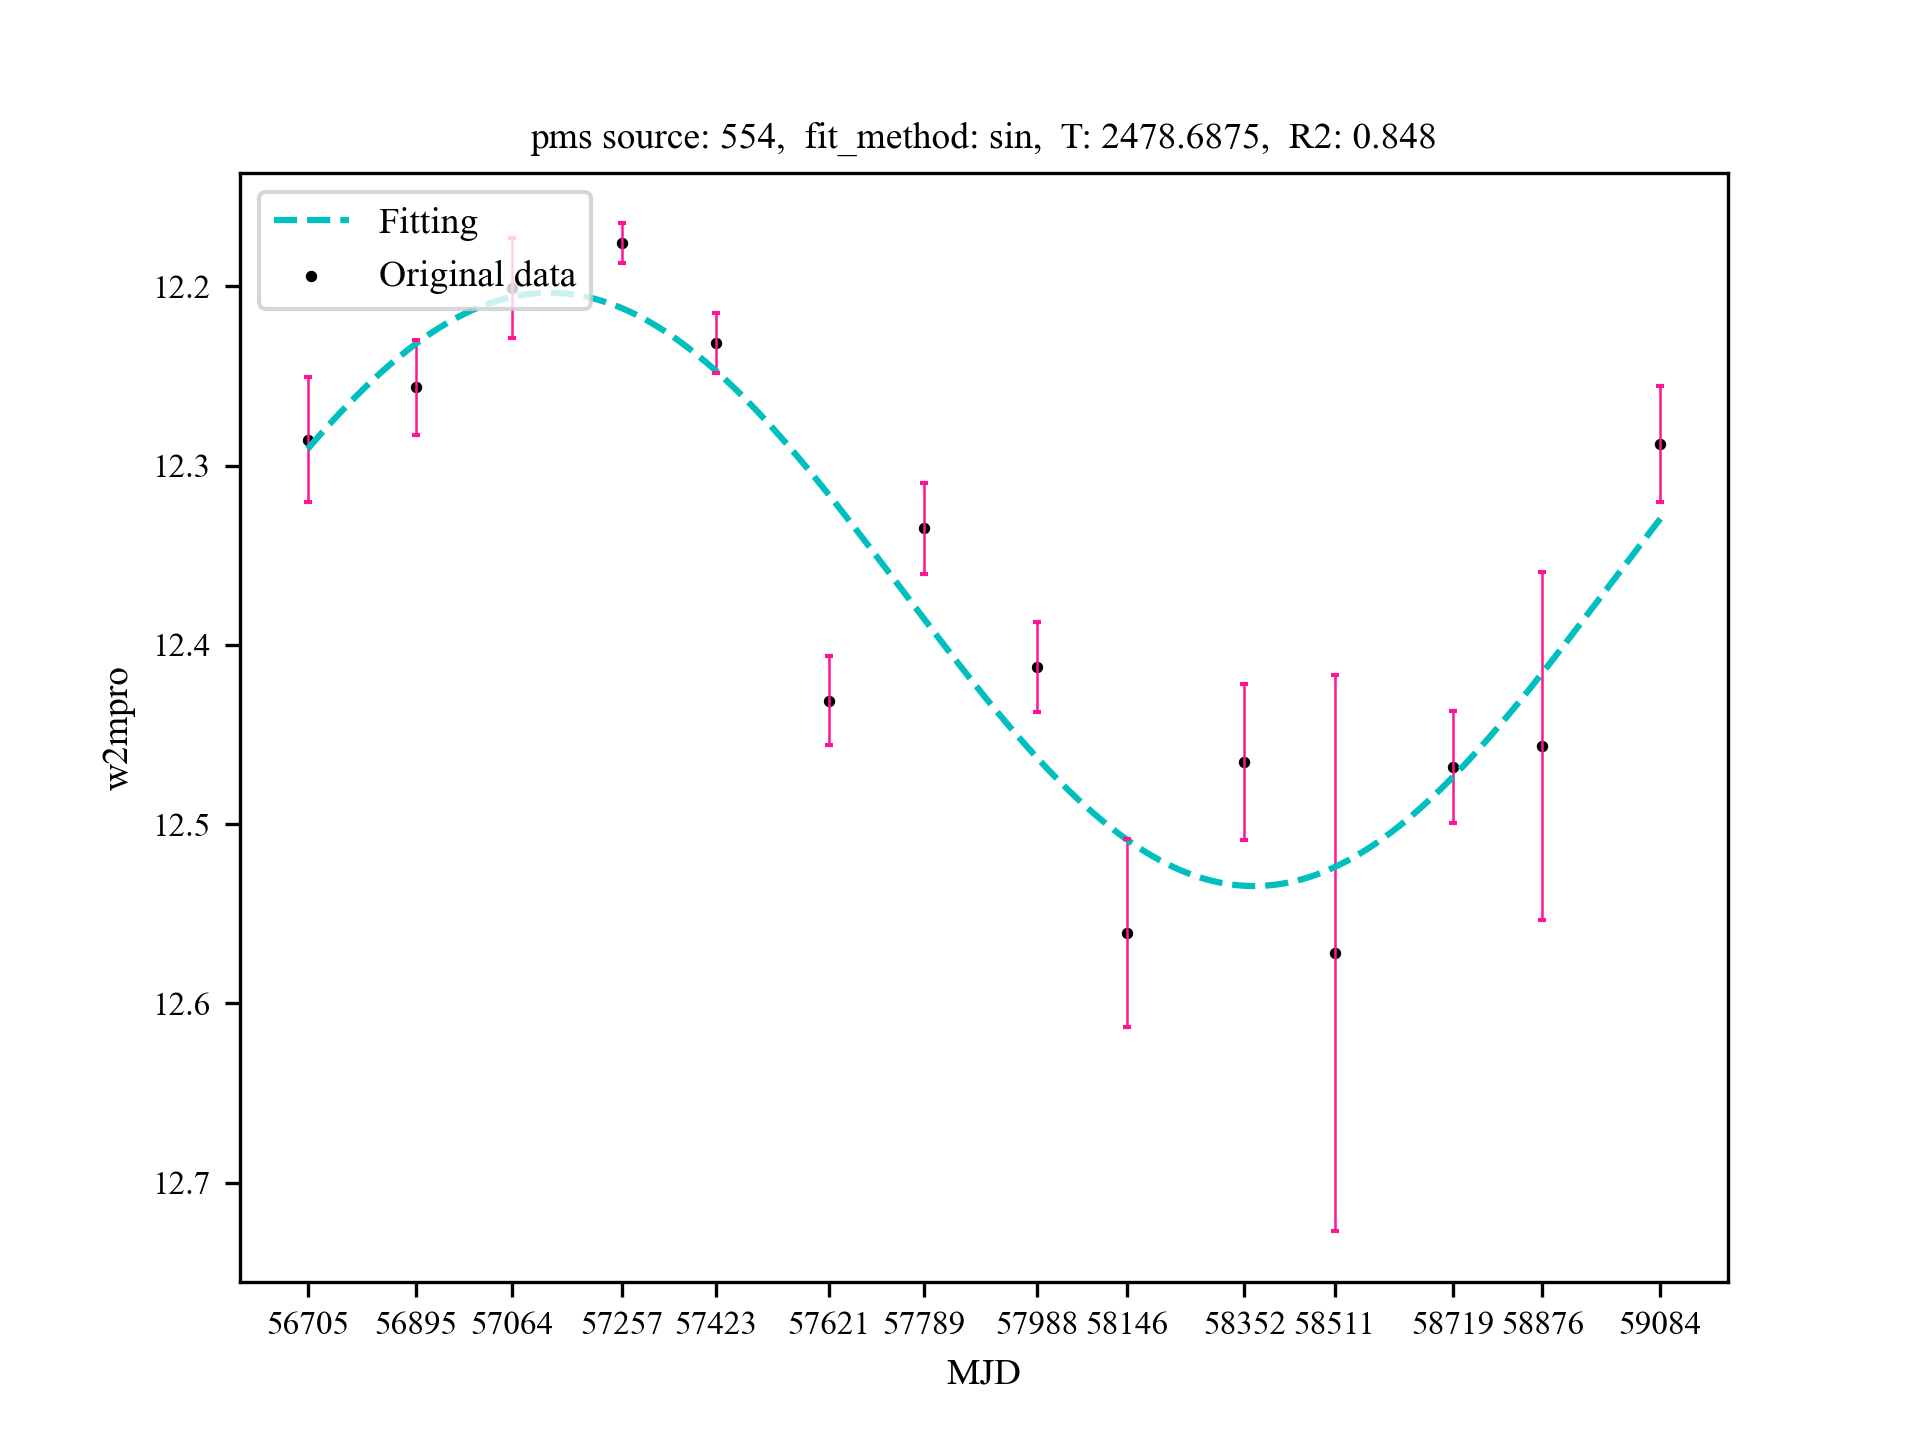 pms source: 554,  fit_method: sin,  T: 2478.6875,  R2: 0.848
Fitting
Original data
12.2
12.3
12.4
12.5
12.6
12.7
w2mpro
56705 56895 57064 57257 57423 57621 57789 57988 58146 58352 58511 58719 58876 59084
MJD